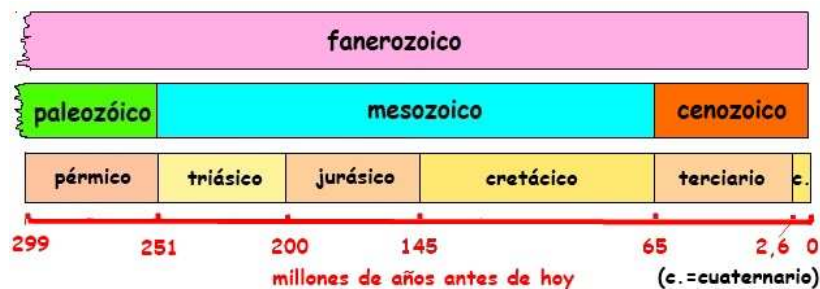 fanerozoico
paleozóico mesozoico cenozoico
pérmico triásico jurásico cretácico terciario c.
299 251 200 145 65 2,6 0
millones de años antes de hoy (c.=cuaternario)